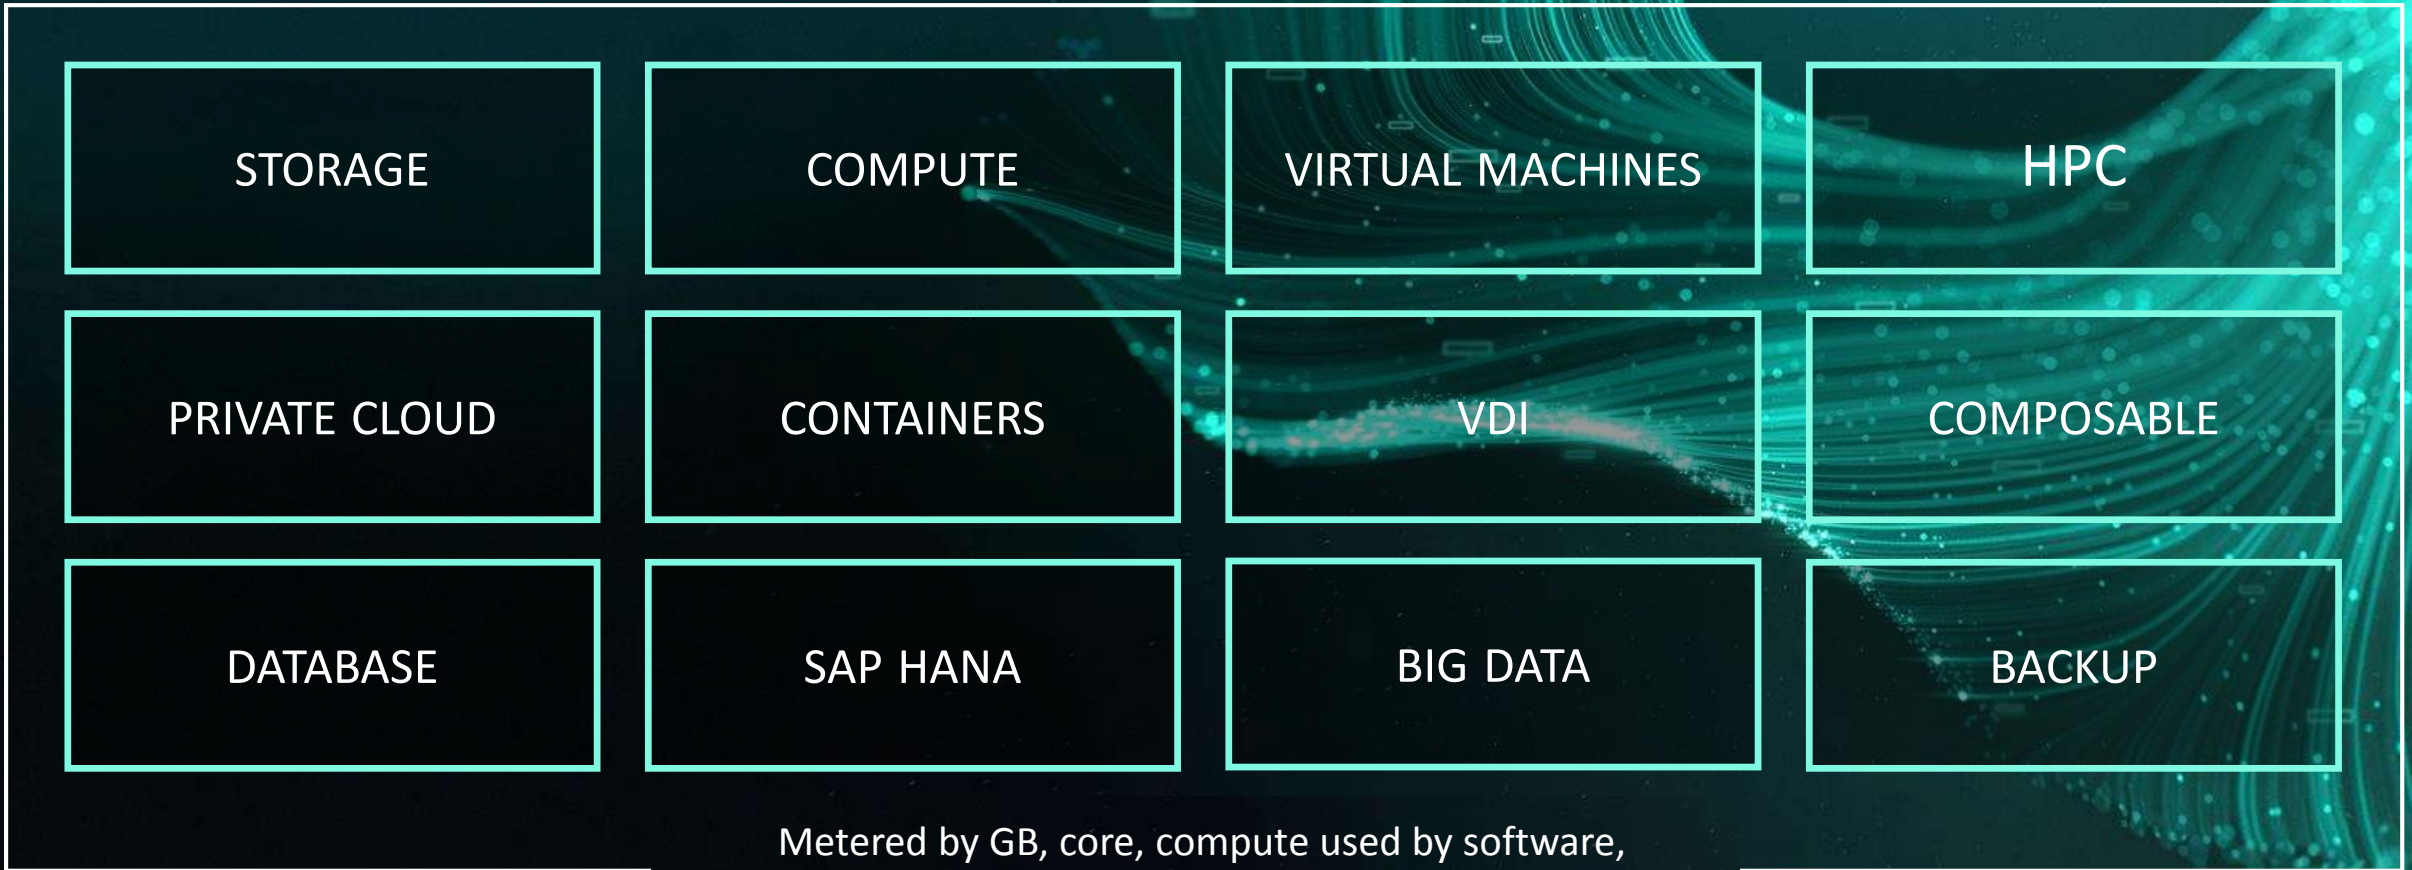 STORAGE
COMPUTE
VIRTUAL MACHINES
HPC
PRIVATE CLOUD
CONTAINERS
VDI
COMPOSABLE
DATABASE
SAP HANA
BIG DATA
BACKUP
Metered by GB, core, compute used by software,